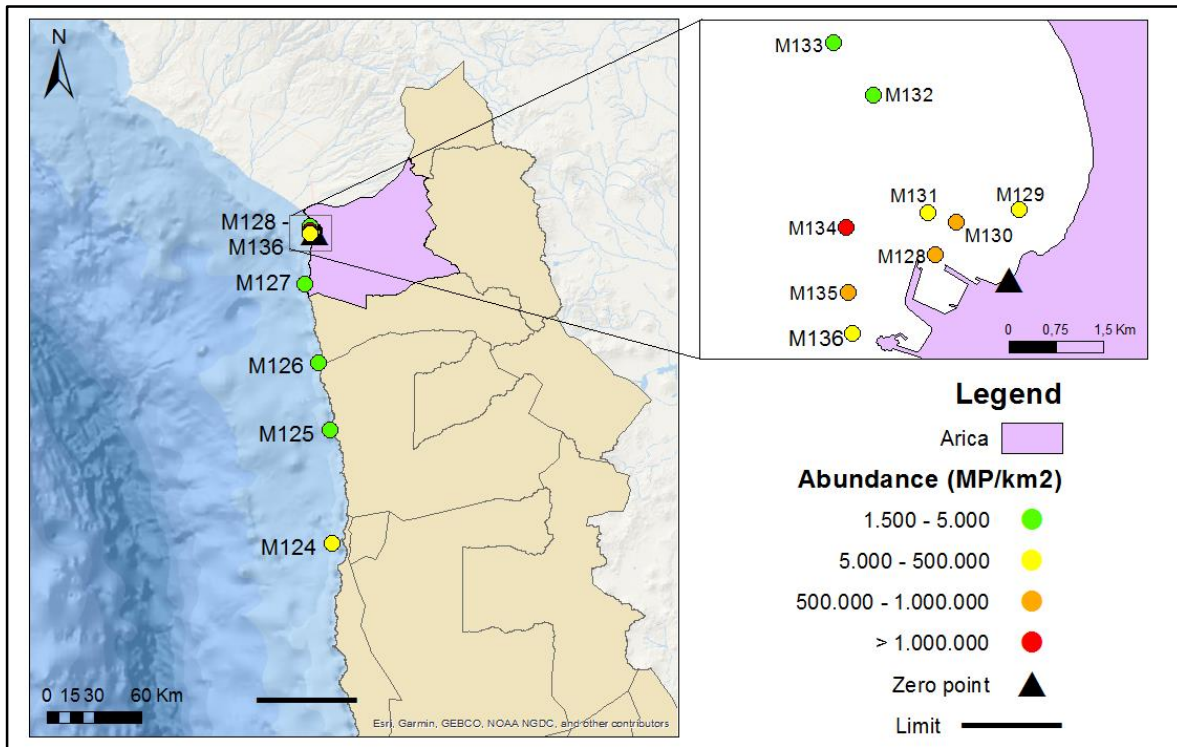 N
M128 -
M136
M127
M126
M125
M124
0 15 30 60 Km
Esri, Garmin, GEBCO, NOAA NGDC, and other contributors
M133
M132
M131
M129
M130
M134
M128
M135
M136
0 0,75 1,5 Km
Legend
Arica
Abundance (MP/km2)
1.500 - 5.000
5.000 - 500.000
500.000 - 1.000.000
> 1.000.000
Zero point
Limit